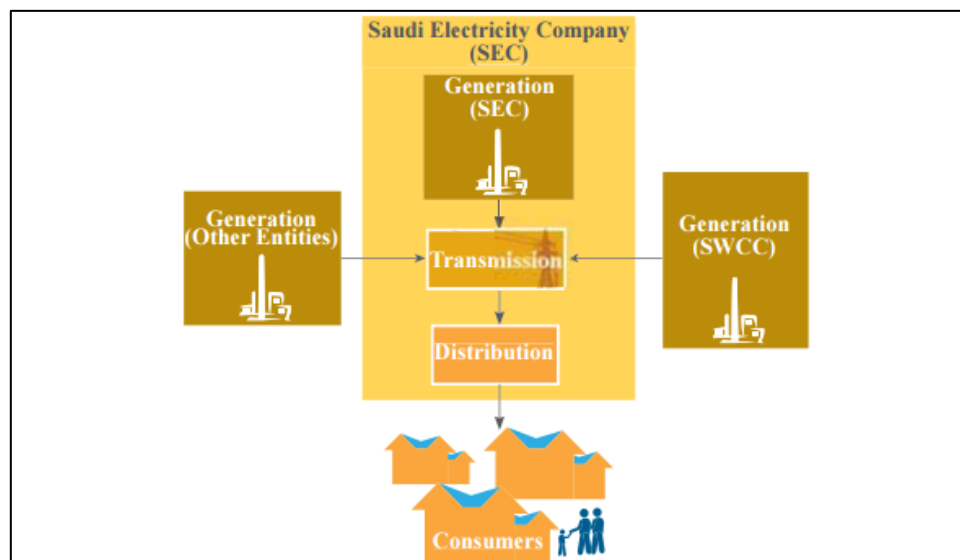 Saudi Electricity Company
(SEC)
Generation
(SEC)
Generation
(Other Entities)
Generation
(SWCC)
Transmission
Distribution
Consumers